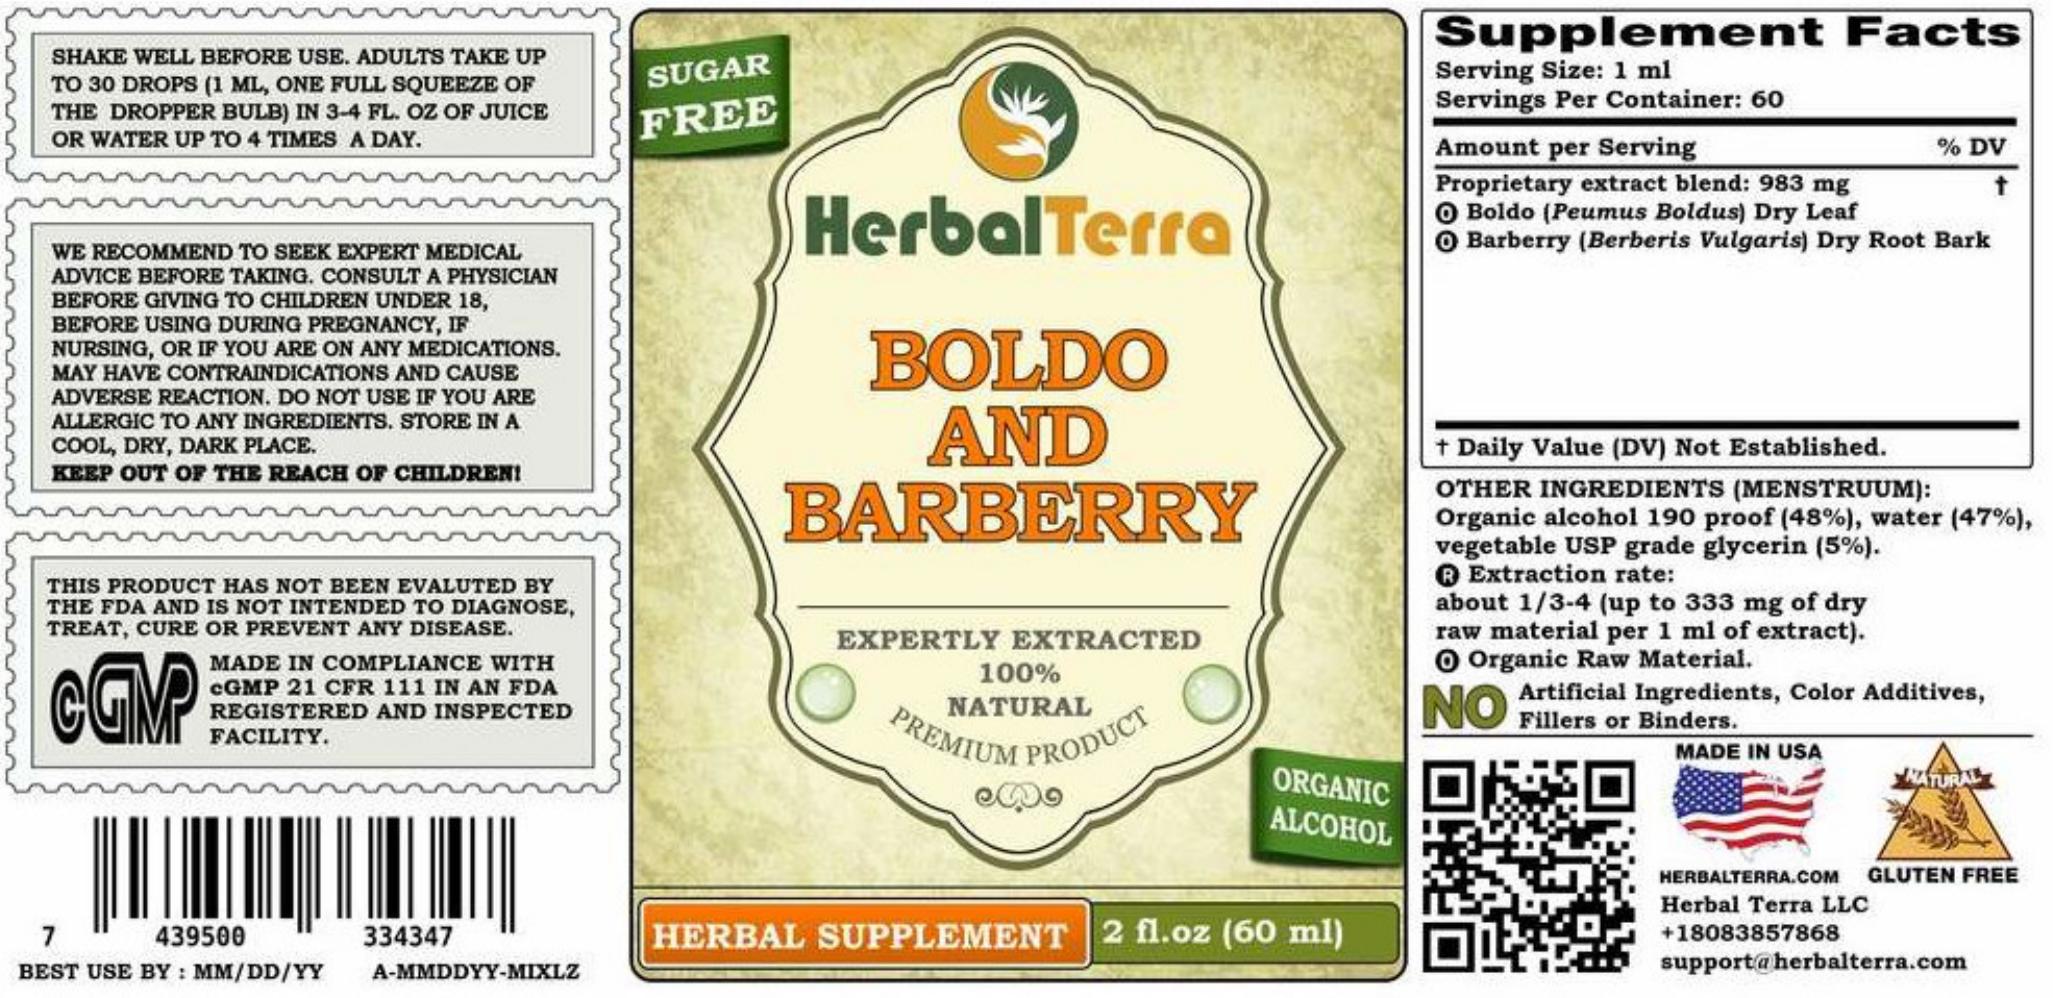 SHAKE WELL BEFORE USE. ADULTS TAKE UP
TO 30 DROPS (1 ML, ONE FULL SQUEEZE OF
THE DROPPER BULB) IN 3-4 FL. OZ OF JUICE
OR WATER UP TO 4 TIMES A DAY.
WE RECOMMEND TO SEEK EXPERT MEDICAL
ADVICE BEFORE TAKING. CONSULT A PHYSICIAN
BEFORE GIVING TO CHILDREN UNDER 18,
BEFORE USING DURING PREGNANCY, IF
NURSING, OR IF YOU ARE ON ANY MEDICATIONS.
MAY HAVE CONTRAINDICATIONS AND CAUSE
ADVERSE REACTION. DO NOT USE IF YOU ARE
ALLERGIC TO ANY INGREDIENTS. STORE IN A
COOL, DRY, DARK PLACE.
KEEP OUT OF THE REACH OF CHILDREN!
THIS PRODUCT HAS NOT BEEN EVALUTED BY
THE FDA AND IS NOT INTENDED TO DIAGNOSE,
TREAT, CURE OR PREVENT ANY DISEASE.
cGMP
MADE IN COMPLIANCE WITH
cGMP 21 CFR 111 IN AN FDA
REGISTERED AND INSPECTED
FACILITY.
7 439500 334347
BEST USE BY : MM/DD/YY A-MMDDYY-MIXLZ
SUGAR
FREE
HerbalTerra
BOLDO
AND
BARBERRY
EXPERTLY EXTRACTED
100%
NATURAL
PREMIUM PRODUCT
ORGANIC
ALCOHOL
HERBAL SUPPLEMENT 2 fl.oz (60 ml)
Supplement Facts
Serving Size: 1 ml
Servings Per Container: 60
Amount per Serving % DV
Proprietary extract blend: 983 mg †
Ⓞ Boldo (Peumus Boldus) Dry Leaf
Ⓞ Barberry (Berberis Vulgaris) Dry Root Bark
† Daily Value (DV) Not Established.
OTHER INGREDIENTS (MENSTRUUM):
Organic alcohol 190 proof (48%), water (47%),
vegetable USP grade glycerin (5%).
Ⓡ Extraction rate:
about 1/3-4 (up to 333 mg of dry
raw material per 1 ml of extract).
Ⓞ Organic Raw Material.
NO Artificial Ingredients, Color Additives,
Fillers or Binders.
MADE IN USA
NATURAL
GLUTEN FREE
HERBALTERRA.COM
Herbal Terra LLC
+18083857868
support@herbalterra.com